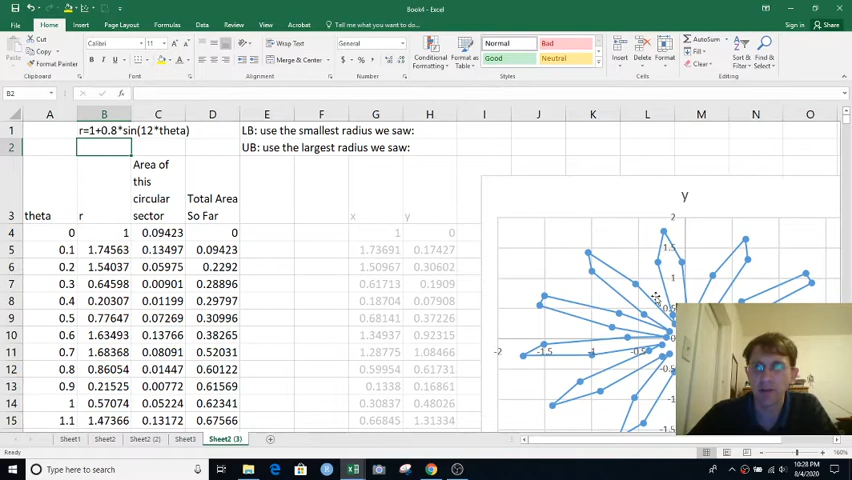 Book4 - Excel
Sign in
Share
File Home Insert Page Layout Formulas Data Review View Acrobat Tell me what you want to do
Cut
Copy
Format Painter
Clipboard
Calibri 11
Font
Wrap Text
Merge & Center
Alignment
General
Number
Conditional Formatting
Format as Table
Normal Bad
Good Neutral
Styles
Insert Delete Format
Cells
AutoSum
Fill
Clear
Sort & Filter
Find & Select
Editing
B2
A B C D E F G H I J K L M N O
1 r=1+0.8*sin(12*theta) LB: use the smallest radius we saw:
2 UB: use the largest radius we saw:
3 theta r Area of this circular sector Total Area So Far x y
4 0 1 0.09423 0 1 0
5 0.1 1.74563 0.13497 0.09423 1.73691 0.17427
6 0.2 1.54037 0.05975 0.2292 1.50967 0.30602
7 0.3 0.64598 0.00901 0.28896 0.61713 0.1909
8 0.4 0.20307 0.01199 0.29797 0.18704 0.07908
9 0.5 0.77647 0.07269 0.30996 0.68141 0.37226
10 0.6 1.63493 0.13766 0.38265 1.34937 0.92315
11 0.7 1.68368 0.08091 0.52031 1.28775 1.08466
12 0.8 0.86054 0.01447 0.60122 0.59954 0.61731
13 0.9 0.21525 0.00772 0.61569 0.1338 0.16861
14 1 0.57074 0.05224 0.62341 0.30837 0.48026
15 1.1 1.47366 0.13172 0.67566 0.66845 1.31334
y
2
1.5
1
0.5
0
-2 -1.5 -1 -0.5
-0.5
-1
-1.5
Sheet1 Sheet2 Sheet2 (2) Sheet3 Sheet2 (3)
160%
Type here to search
10:28 PM
8/4/2020